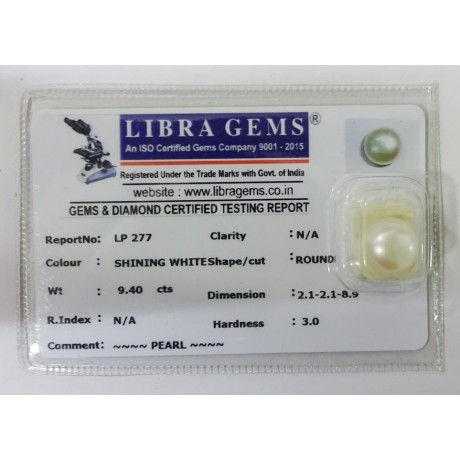 LIBRA GEMS ®
An ISO Certified Gems Company 9001 - 2015
Registered Under the Trade Marks with Govt. of India
website : www.libragems.co.in
GEMS & DIAMOND CERTIFIED TESTING REPORT
ReportNo: LP 277 Clarity : N/A
Colour : SHINING WHITE Shape/cut : ROUND
Wt : 9.40 cts Dimension : 2.1-2.1-8.9
R.Index : N/A Hardness : 3.0
Comment: ~~~~ PEARL ~~~~